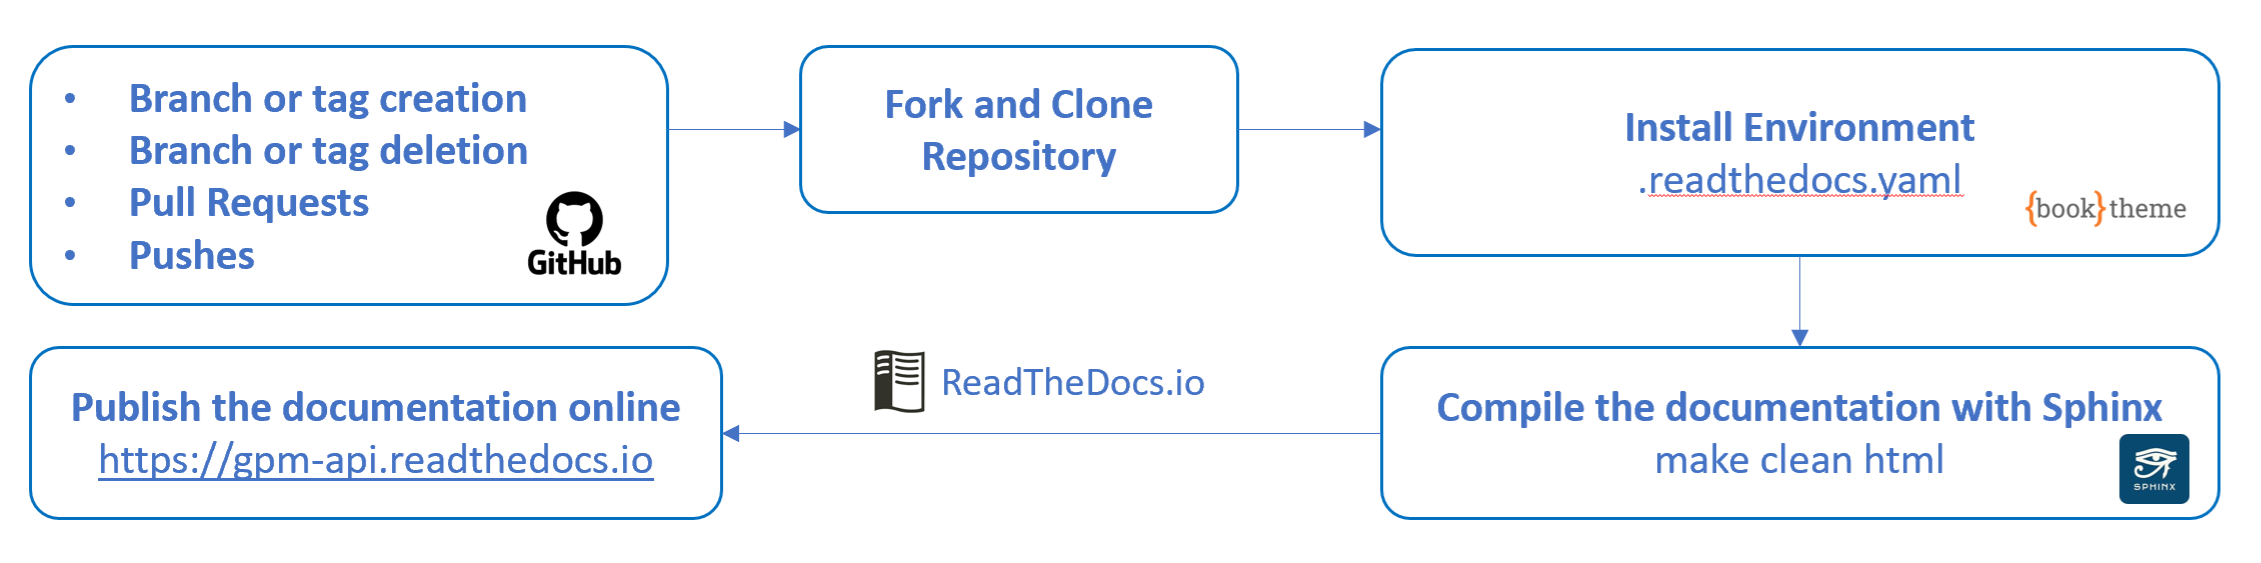 • Branch or tag creation
• Branch or tag deletion
• Pull Requests
• Pushes
GitHub
Fork and Clone
Repository
Install Environment
.readthedocs.yaml
{book}theme
Compile the documentation with Sphinx
make clean html
SPHINX
ReadTheDocs.io
Publish the documentation online
https://gpm-api.readthedocs.io